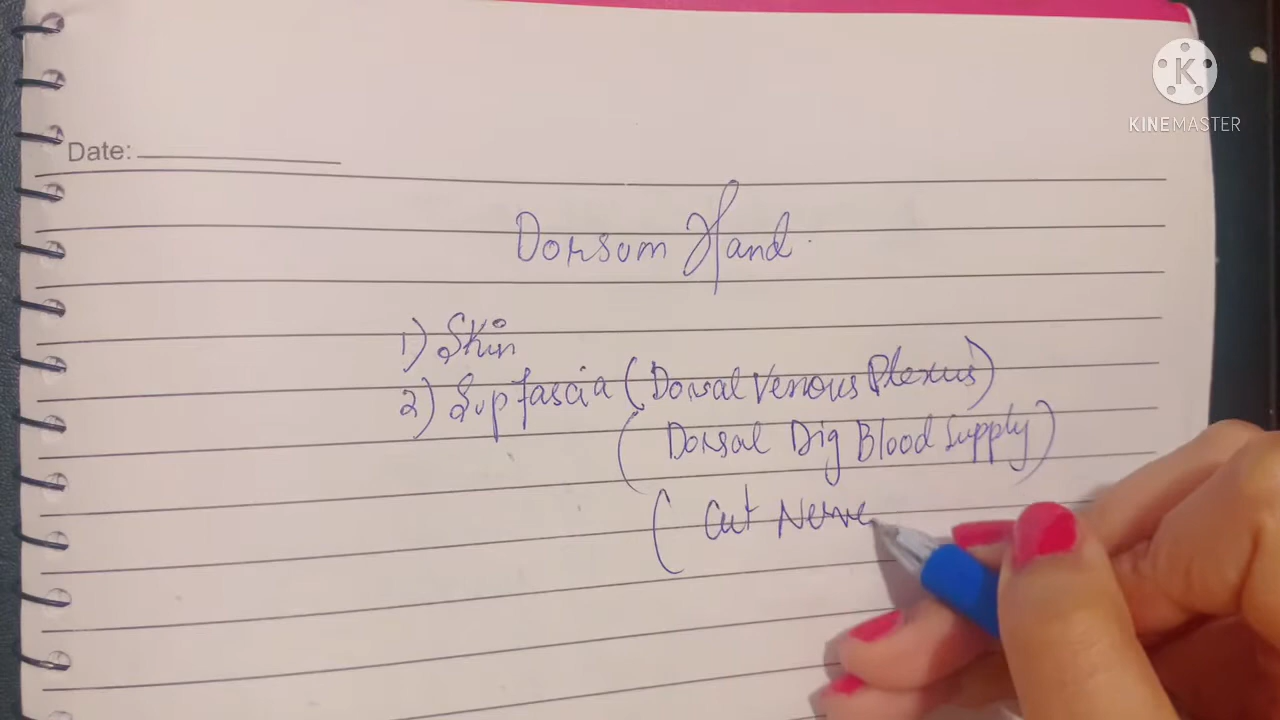 KINEMASTER
Date:
Dorsum Hand
1) Skin
2) Sup fascia (Dorsal Venous Plexus)
(Dorsal Dig Blood Supply)
(Cut Nerve